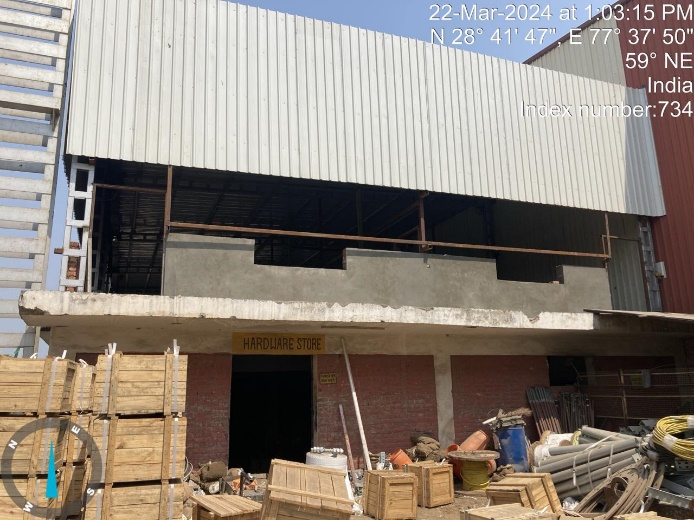 22-Mar-2024 at 1:03:15 PM
N 28° 41' 47", E 77° 37' 50"
59° NE
India
Index number:734
HARDWARE STORE
N
E
W
S